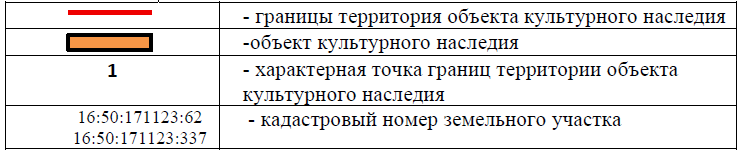 - границы территория объекта культурного наследия
-объект культурного наследия
1 - характерная точка границ территории объекта
культурного наследия
16:50:171123:62 - кадастровый номер земельного участка
16:50:171123:337